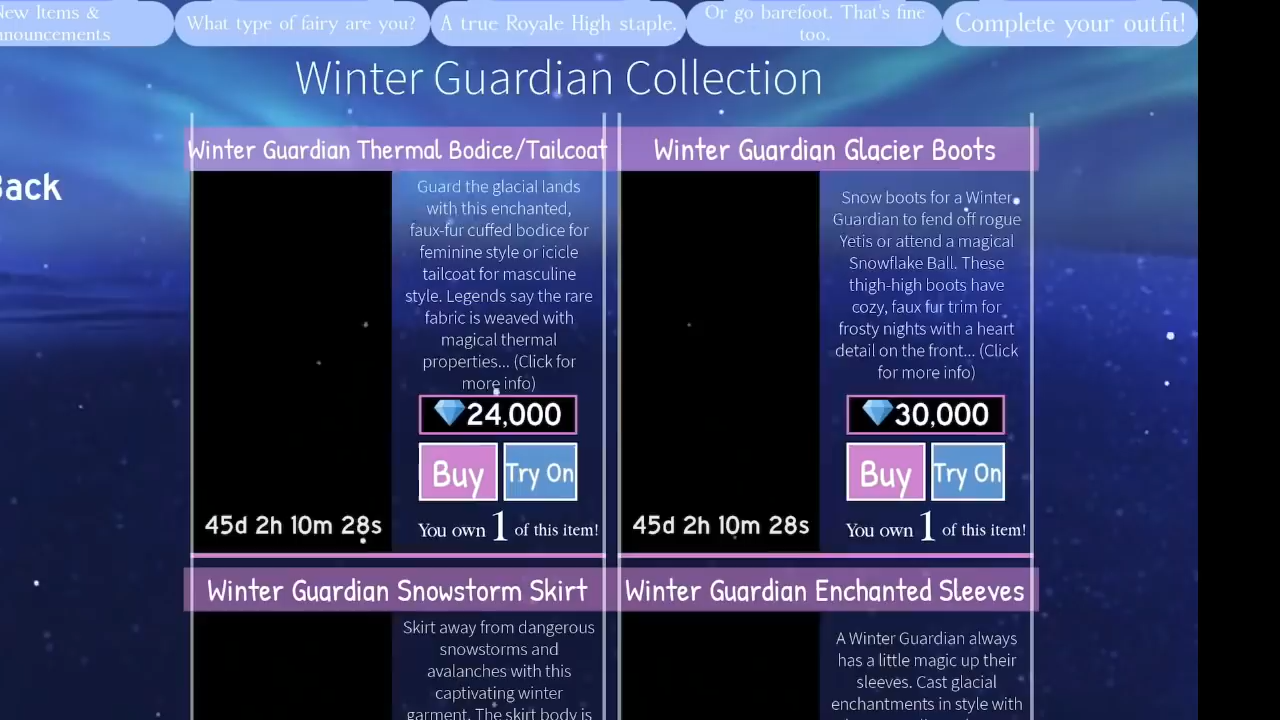 New Items &
nnouncements
What type of fairy are you?
A true Royale High staple.
Or go barefoot. That's fine
too.
Complete your outfit!
Winter Guardian Collection
Back
Winter Guardian Thermal Bodice/Tailcoat
Guard the glacial lands
with this enchanted,
faux-fur cuffed bodice for
feminine style or icicle
tailcoat for masculine
style. Legends say the rare
fabric is weaved with
magical thermal
properties... (Click for
more info)
24,000
Buy
Try On
45d 2h 10m 28s
You own 1 of this item!
Winter Guardian Glacier Boots
Snow boots for a Winter
Guardian to fend off rogue
Yetis or attend a magical
Snowflake Ball. These
thigh-high boots have
cozy, faux fur trim for
frosty nights with a heart
detail on the front... (Click
for more info)
30,000
Buy
Try On
45d 2h 10m 28s
You own 1 of this item!
Winter Guardian Snowstorm Skirt
Skirt away from dangerous
snowstorms and
avalanches with this
captivating winter
garment. The skirt body is
Winter Guardian Enchanted Sleeves
A Winter Guardian always
has a little magic up their
sleeves. Cast glacial
enchantments in style with